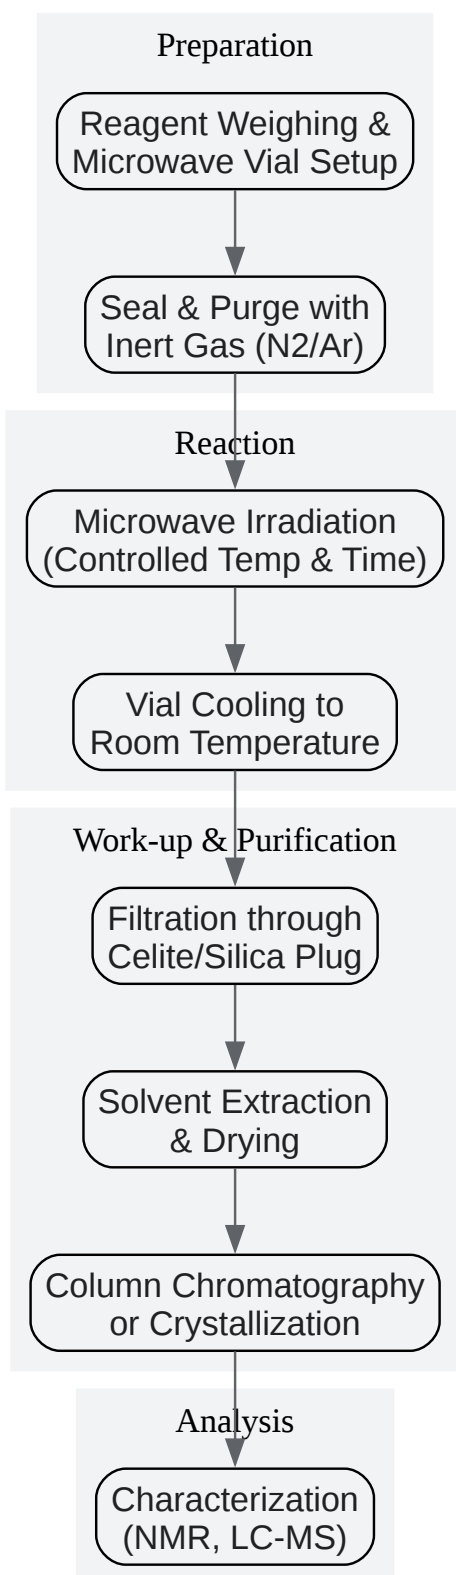 Preparation
Reagent Weighing &
Microwave Vial Setup
Seal & Purge with
Inert Gas (N2/Ar)
Reaction
Microwave Irradiation
(Controlled Temp & Time)
Vial Cooling to
Room Temperature
Work-up & Purification
Filtration through
Celite/Silica Plug
Solvent Extraction
& Drying
Column Chromatography
or Crystallization
Analysis
Characterization
(NMR, LC-MS)